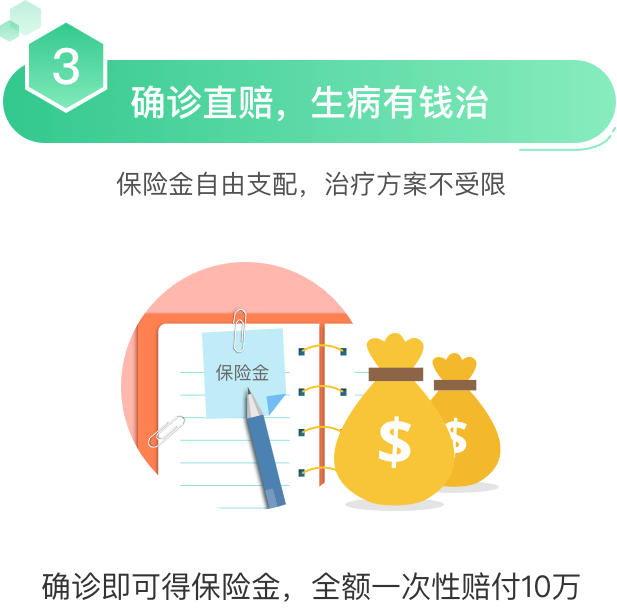 3
确诊直赔，生病有钱治
保险金自由支配，治疗方案不受限
保险金
$ $
确诊即可得保险金，全额一次性赔付10万